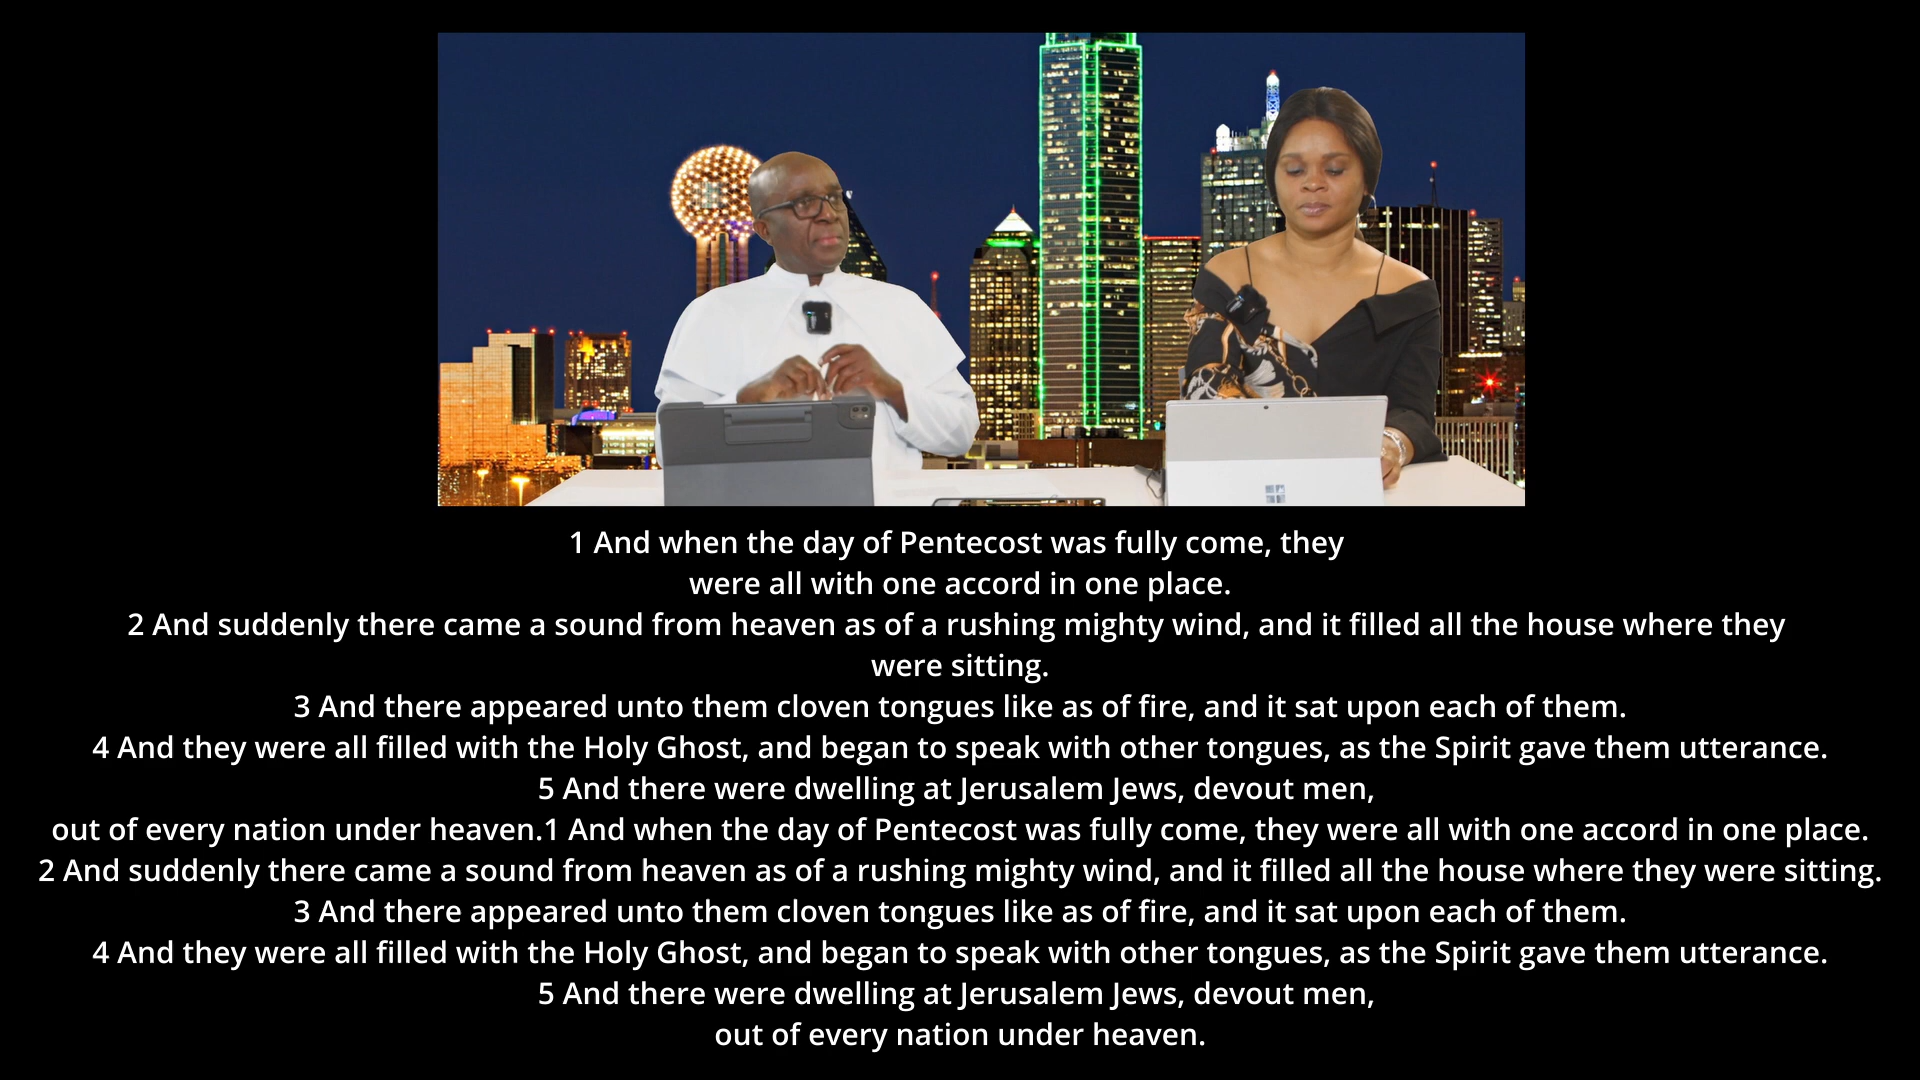 1 And when the day of Pentecost was fully come, they
were all with one accord in one place.
2 And suddenly there came a sound from heaven as of a rushing mighty wind, and it filled all the house where they
were sitting.
3 And there appeared unto them cloven tongues like as of fire, and it sat upon each of them.
4 And they were all filled with the Holy Ghost, and began to speak with other tongues, as the Spirit gave them utterance.
5 And there were dwelling at Jerusalem Jews, devout men,
out of every nation under heaven.1 And when the day of Pentecost was fully come, they were all with one accord in one place.
2 And suddenly there came a sound from heaven as of a rushing mighty wind, and it filled all the house where they were sitting.
3 And there appeared unto them cloven tongues like as of fire, and it sat upon each of them.
4 And they were all filled with the Holy Ghost, and began to speak with other tongues, as the Spirit gave them utterance.
5 And there were dwelling at Jerusalem Jews, devout men,
out of every nation under heaven.